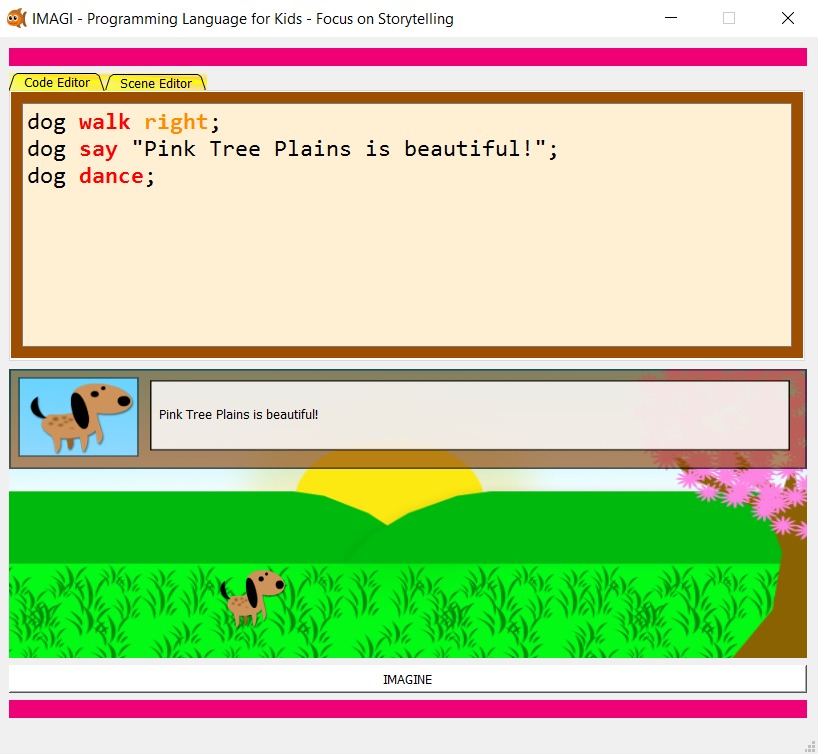 IMAGI - Programming Language for Kids - Focus on Storytelling
Code Editor Scene Editor
dog walk right;
dog say "Pink Tree Plains is beautiful!";
dog dance;
Pink Tree Plains is beautiful!
IMAGINE